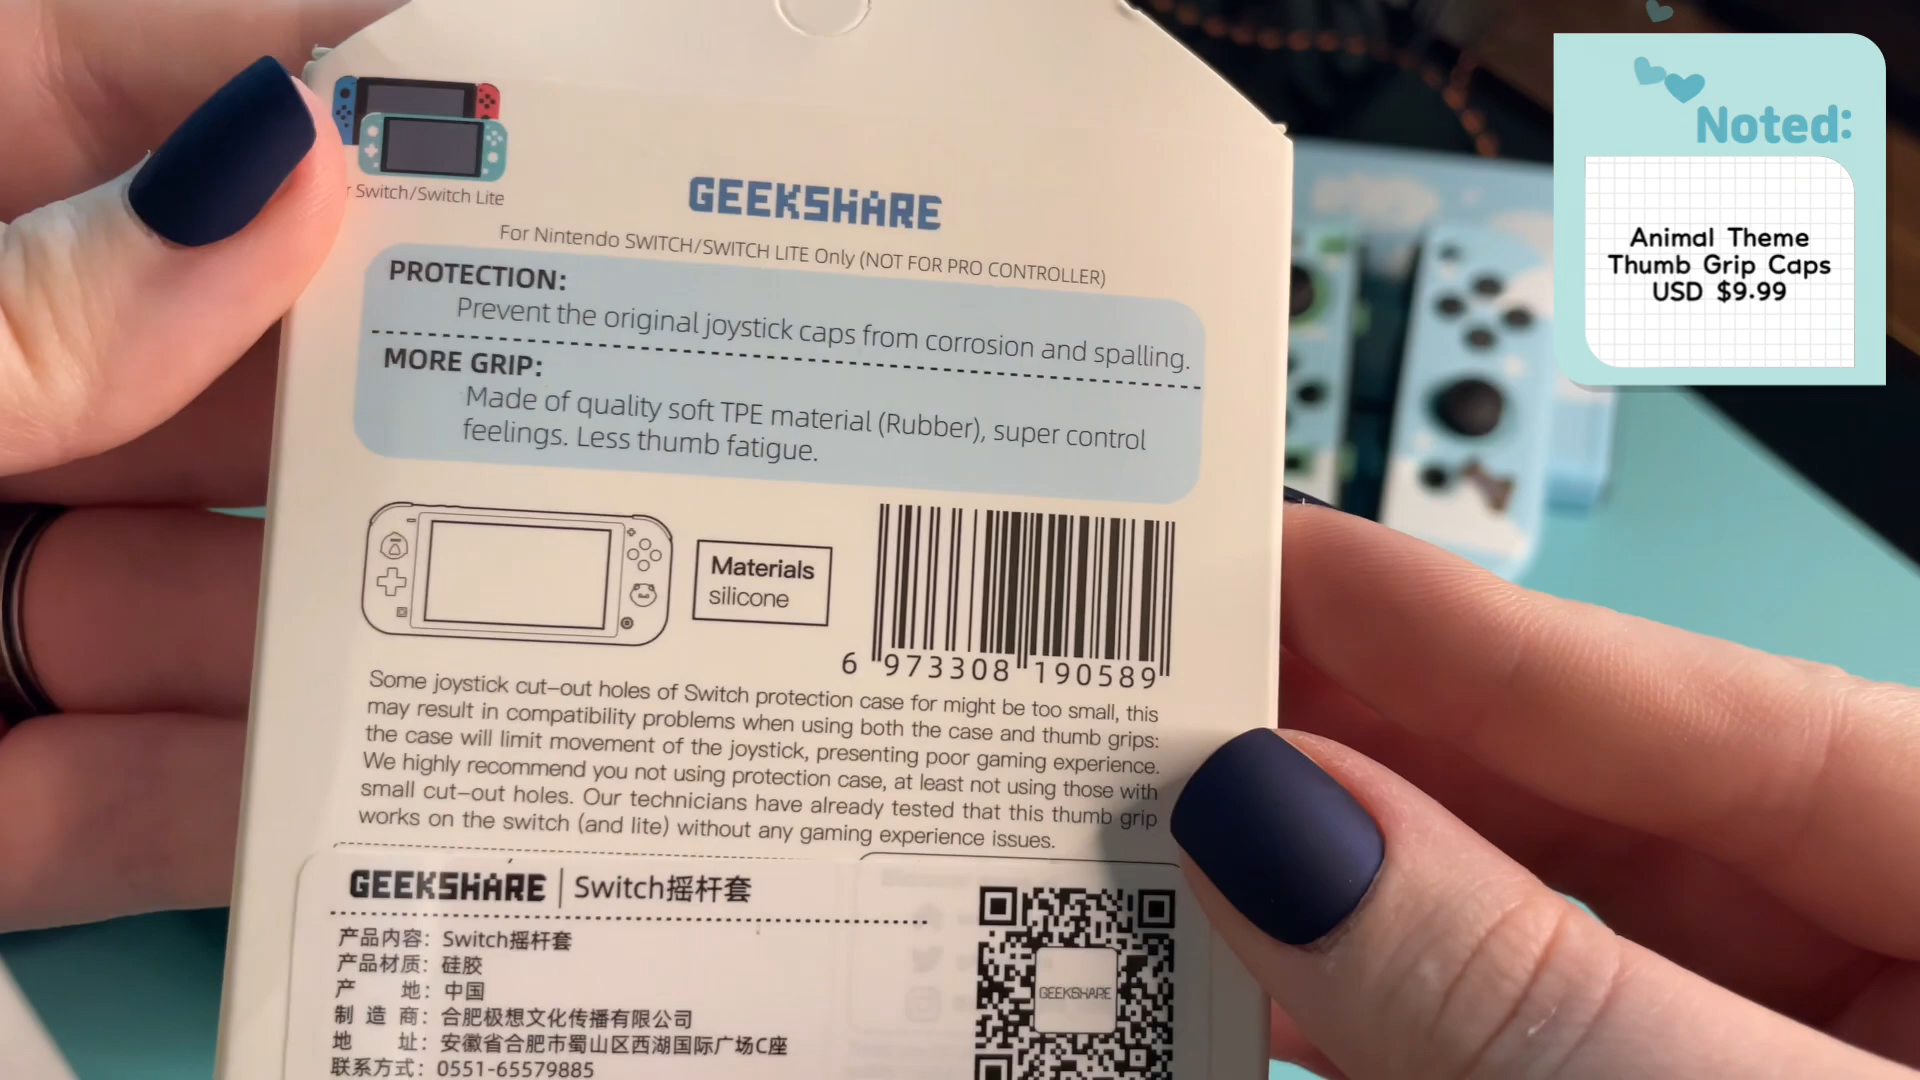 Switch/Switch Lite
GEEKSHARE
For Nintendo SWITCH/SWITCH LITE Only (NOT FOR PRO CONTROLLER)
PROTECTION:
Prevent the original joystick caps from corrosion and spalling.
MORE GRIP:
Made of quality soft TPE material (Rubber), super control
feelings. Less thumb fatigue.
Materials
silicone
6 973308 190589
Some joystick cut-out holes of Switch protection case for might be too small, this
may result in compatibility problems when using both the case and thumb grips:
the case will limit movement of the joystick, presenting poor gaming experience.
We highly recommend you not using protection case, at least not using those with
small cut-out holes. Our technicians have already tested that this thumb grip
works on the switch (and lite) without any gaming experience issues.
GEEKSHARE | Switch摇杆套
产品内容: Switch摇杆套
产品材质: 硅胶
产 地: 中国
制 造 商: 合肥极想文化传播有限公司
地 址: 安徽省合肥市蜀山区西湖国际广场C座
联系方式: 0551-65579885
GEEKSHARE
Noted:
Animal Theme
Thumb Grip Caps
USD $9.99